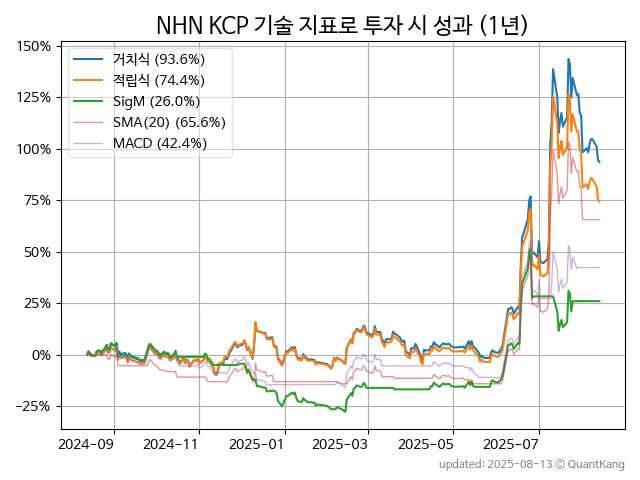 NHN KCP 기술 지표로 투자 시 성과 (1년)
150%
125%
100%
75%
50%
25%
0%
−25%
거치식 (93.6%)
적립식 (74.4%)
SigM (26.0%)
SMA(20) (65.6%)
MACD (42.4%)
2024-09
2024-11
2025-01
2025-03
2025-05
2025-07
updated: 2025-08-13 © QuantKang